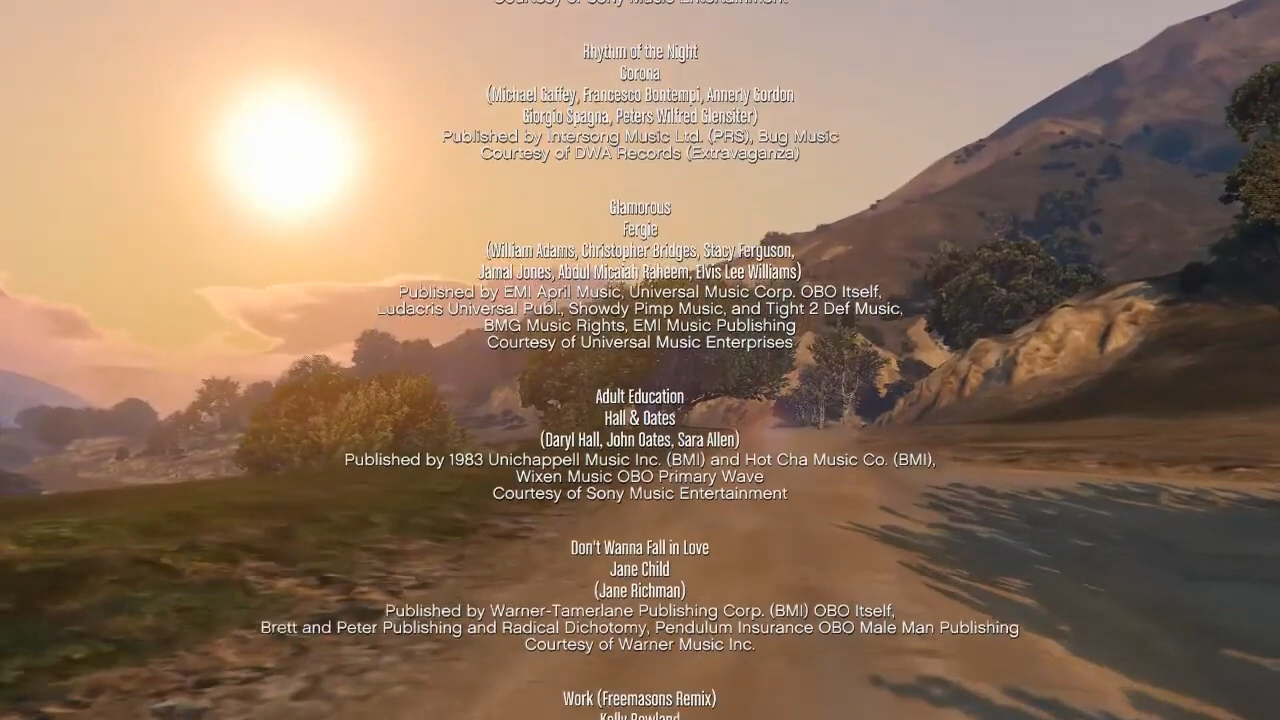 Courtesy of Sony Music Entertainment
Rhythm of the Night
Corona
(Michael Gaffey, Francesco Bontempi, Annerly Gordon
Giorgio Spagna, Peters Wilfred Glensiter)
Published by Intersong Music Ltd. (PRS), Bug Music
Courtesy of DWA Records (Extravaganza)
Glamorous
Fergie
(William Adams, Christopher Bridges, Stacy Ferguson,
Jamal Jones, Abdul Micaiah Raheem, Elvis Lee Williams)
Published by EMI April Music, Universal Music Corp. OBO Itself,
Ludacris Universal Publ., Showdy Pimp Music, and Tight 2 Def Music,
BMG Music Rights, EMI Music Publishing
Courtesy of Universal Music Enterprises
Adult Education
Hall & Oates
(Daryl Hall, John Oates, Sara Allen)
Published by 1983 Unichappell Music Inc. (BMI) and Hot Cha Music Co. (BMI),
Wixen Music OBO Primary Wave
Courtesy of Sony Music Entertainment
Don't Wanna Fall in Love
Jane Child
(Jane Richman)
Published by Warner-Tamerlane Publishing Corp. (BMI) OBO Itself,
Brett and Peter Publishing and Radical Dichotomy, Pendulum Insurance OBO Male Man Publishing
Courtesy of Warner Music Inc.
Work (Freemasons Remix)
Kelly Rowland